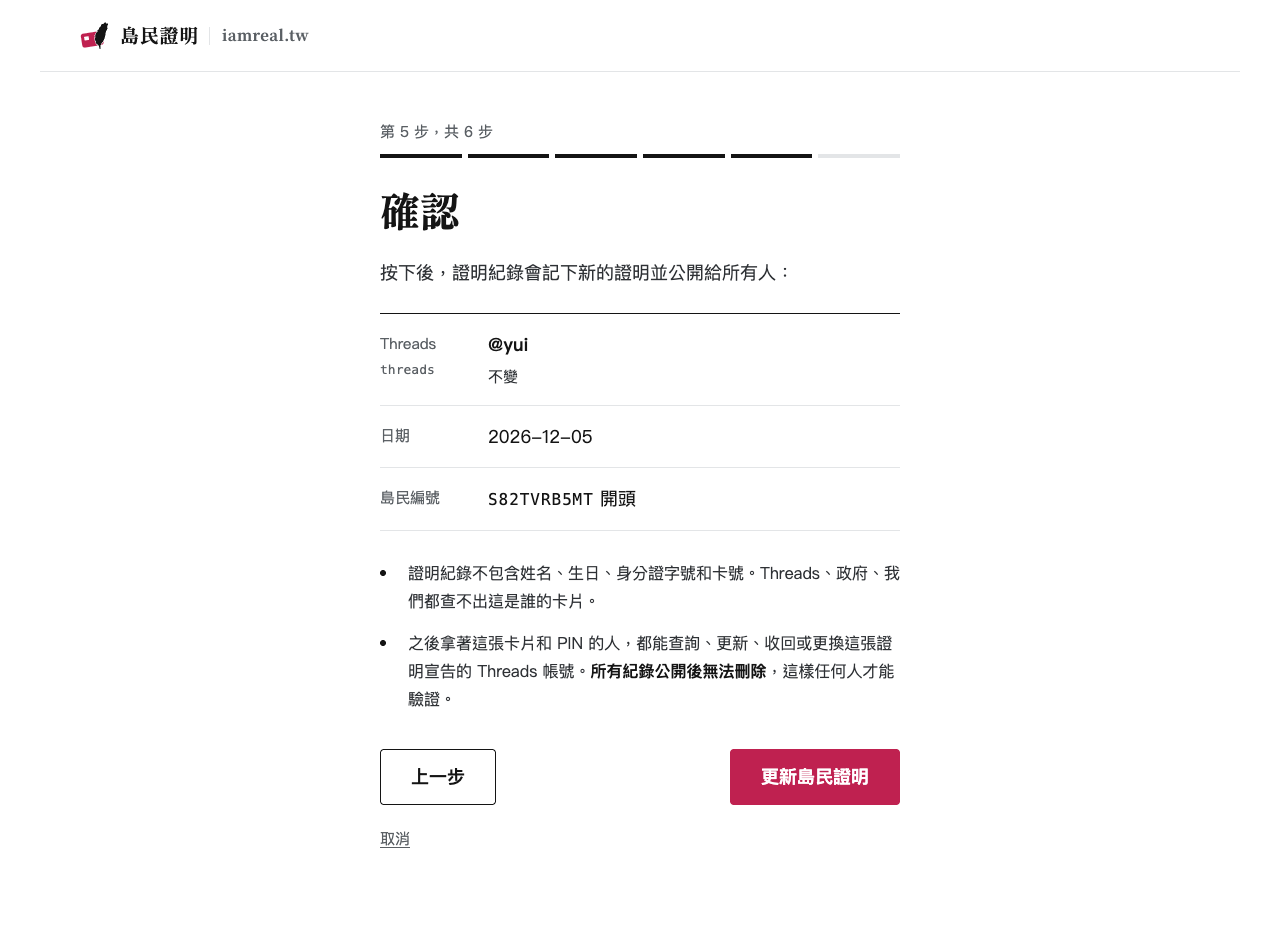 島民證明 iamreal.tw
第 5 步，共 6 步
確認
按下後，證明紀錄會記下新的證明並公開給所有人：
Threads @yui
threads 不變
日期 2026–12–05
島民編號 S82TVRB5MT 開頭
• 證明紀錄不包含姓名、生日、身分證字號和卡號。Threads、政府、我
們都查不出這是誰的卡片。
• 之後拿著這張卡片和 PIN 的人，都能查詢、更新、收回或更換這張證
明宣告的 Threads 帳號。所有紀錄公開後無法刪除，這樣任何人才能
驗證。
上一步 更新島民證明
取消